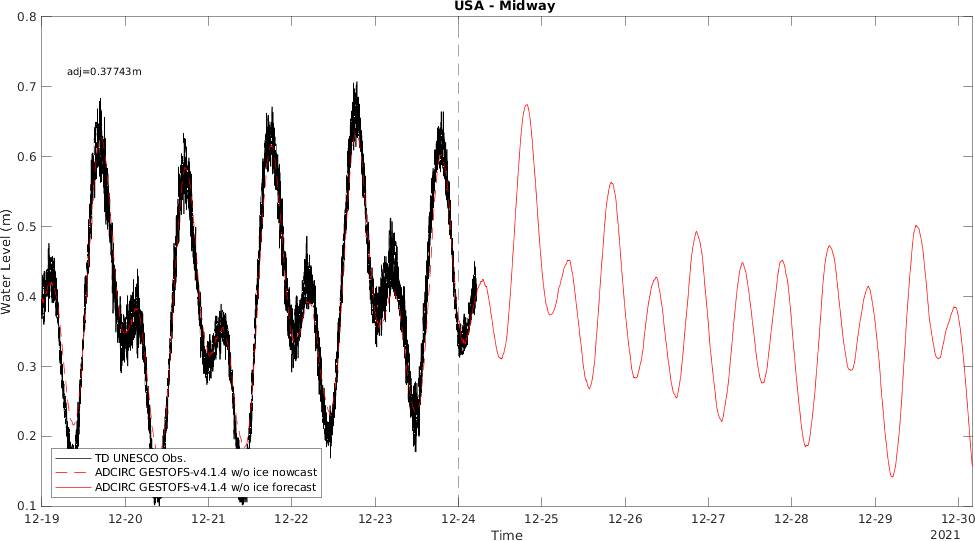 USA - Midway
0.8
0.7
0.6
0.5
0.4
0.3
0.2
0.1
Water Level (m)
adj=0.37743m
TD UNESCO Obs.
ADCIRC GESTOFS-v4.1.4 w/o ice nowcast
ADCIRC GESTOFS-v4.1.4 w/o ice forecast
12-19 12-20 12-21 12-22 12-23 12-24 12-25 12-26 12-27 12-28 12-29 12-30
Time
2021